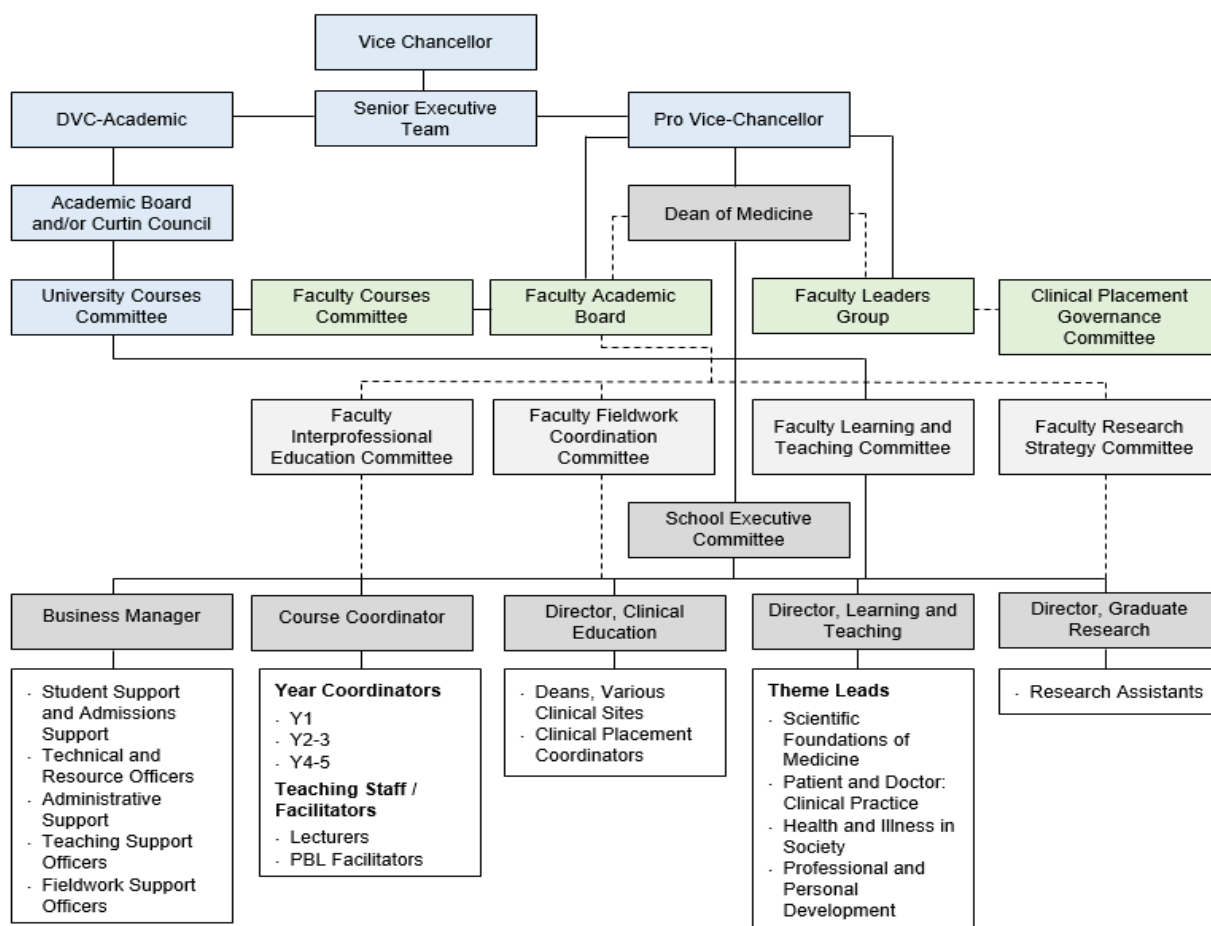 Vice Chancellor
DVC-Academic
Senior Executive
Team
Pro Vice-Chancellor
Academic Board
and/or Curtin Council
Dean of Medicine
University Courses
Committee
Faculty Courses
Committee
Faculty Academic
Board
Faculty Leaders
Group
Clinical Placement
Governance
Committee
Faculty
Interprofessional
Education Committee
Faculty Fieldwork
Coordination
Committee
Faculty Learning and
Teaching Committee
Faculty Research
Strategy Committee
School Executive
Committee
Business Manager
Course Coordinator
Director, Clinical
Education
Director, Learning and
Teaching
Director, Graduate
Research
· Student Support
and Admissions
Support
· Technical and
Resource Officers
· Administrative
Support
· Teaching Support
Officers
· Fieldwork Support
Officers
Year Coordinators
· Y1
· Y2-3
· Y4-5
Teaching Staff /
Facilitators
· Lecturers
· PBL Facilitators
· Deans, Various
Clinical Sites
· Clinical Placement
Coordinators
Theme Leads
· Scientific
Foundations of
Medicine
· Patient and Doctor:
Clinical Practice
· Health and Illness in
Society
· Professional and
Personal
Development
· Research Assistants